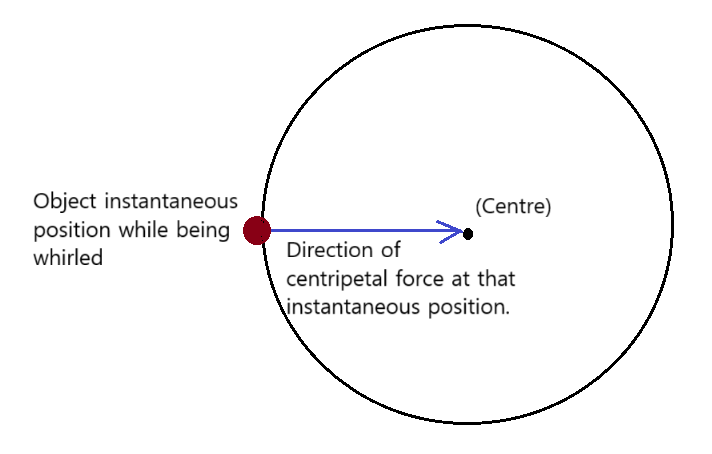 Object instantaneous
position while being
whirled
(Centre)
Direction of
centripetal force at that
instantaneous position.